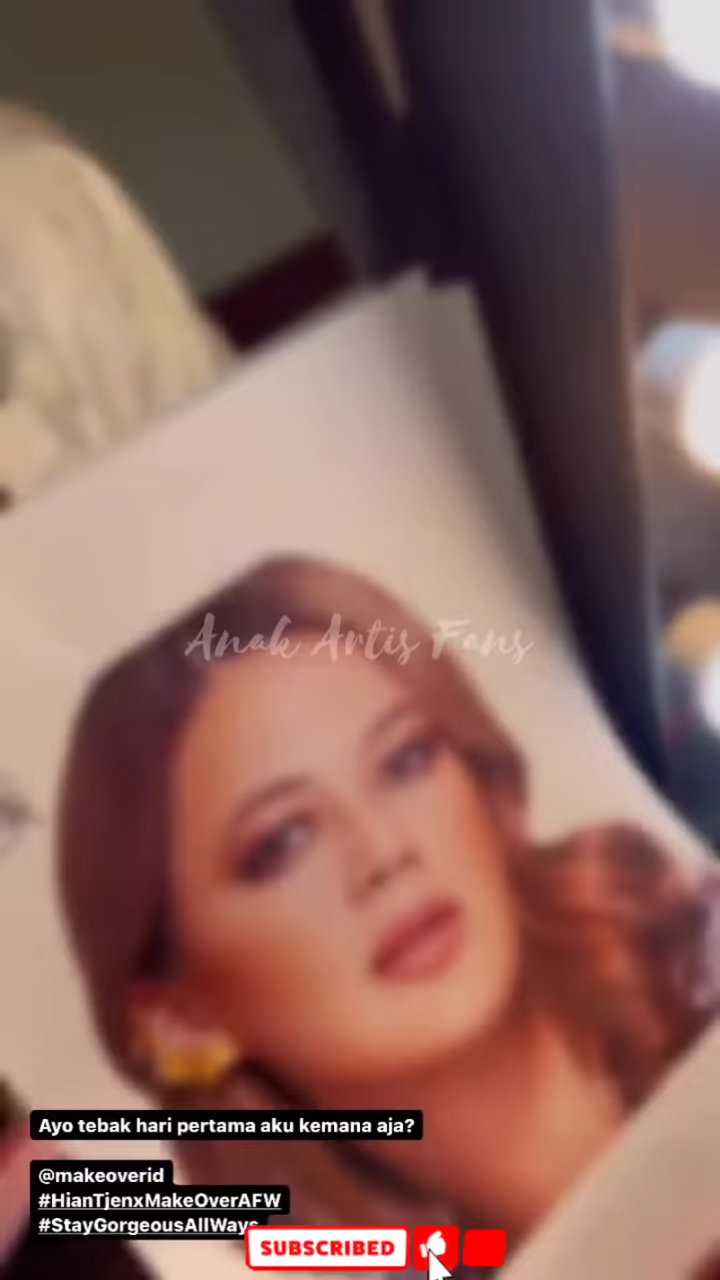 Anak Artis Fans
Ayo tebak hari pertama aku kemana aja?
@makeoverid
#HianTjenxMakeOverAFW
#StayGorgeousAllWays
SUBSCRIBED